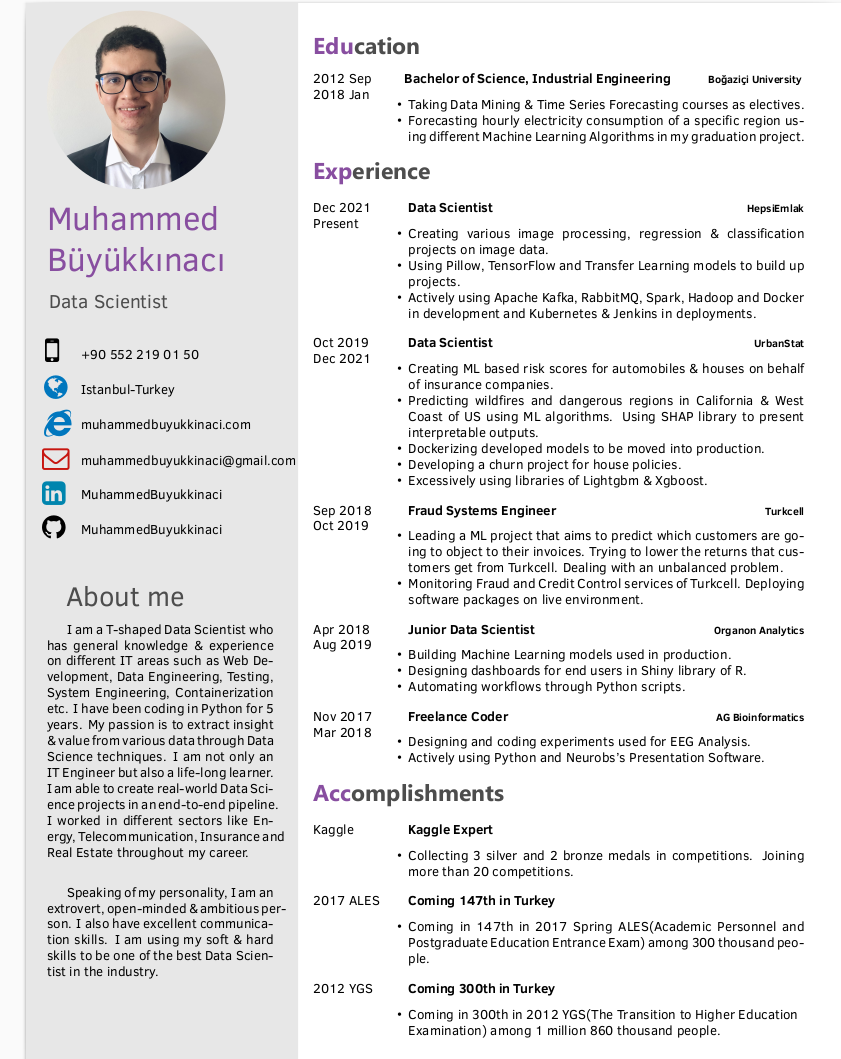 Muhammed
Büyükkınacı
Data Scientist
+90 552 219 01 50
Istanbul-Turkey
muhammedbuyukkinaci.com
muhammedbuyukkinaci@gmail.com
MuhammedBuyukkinaci
MuhammedBuyukkinaci
About me
I am a T-shaped Data Scientist who
has general knowledge & experience
on different IT areas such as Web De-
velopment, Data Engineering, Testing,
System Engineering, Containerization
etc. I have been coding in Python for 5
years. My passion is to extract insight
& value from various data through Data
Science techniques. I am not only an
IT Engineer but also a life-long learner.
I am able to create real-world Data Sci-
ence projects in an end-to-end pipeline.
I worked in different sectors like En-
ergy, Telecommunication, Insurance and
Real Estate throughout my career.
Speaking of my personality, I am an
extrovert, open-minded & ambitious per-
son. I also have excellent communica-
tion skills. I am using my soft & hard
skills to be one of the best Data Scien-
tist in the industry.
Education
2012 Sep Bachelor of Science, Industrial Engineering Boğaziçi University
2018 Jan
• Taking Data Mining & Time Series Forecasting courses as electives.
• Forecasting hourly electricity consumption of a specific region us-
ing different Machine Learning Algorithms in my graduation project.
Experience
Dec 2021 Data Scientist HepsiEmlak
Present
• Creating various image processing, regression & classification
projects on image data.
• Using Pillow, TensorFlow and Transfer Learning models to build up
projects.
• Actively using Apache Kafka, RabbitMQ, Spark, Hadoop and Docker
in development and Kubernetes & Jenkins in deployments.
Oct 2019 Data Scientist UrbanStat
Dec 2021
• Creating ML based risk scores for automobiles & houses on behalf
of insurance companies.
• Predicting wildfires and dangerous regions in California & West
Coast of US using ML algorithms. Using SHAP library to present
interpretable outputs.
• Dockerizing developed models to be moved into production.
• Developing a churn project for house policies.
• Excessively using libraries of Lightgbm & Xgboost.
Sep 2018 Fraud Systems Engineer Turkcell
Oct 2019
• Leading a ML project that aims to predict which customers are go-
ing to object to their invoices. Trying to lower the returns that cus-
tomers get from Turkcell. Dealing with an unbalanced problem.
• Monitoring Fraud and Credit Control services of Turkcell. Deploying
software packages on live environment.
Apr 2018 Junior Data Scientist Organon Analytics
Aug 2019
• Building Machine Learning models used in production.
• Designing dashboards for end users in Shiny library of R.
• Automating workflows through Python scripts.
Nov 2017 Freelance Coder AG Bioinformatics
Mar 2018
• Designing and coding experiments used for EEG Analysis.
• Actively using Python and Neurobs's Presentation Software.
Accomplishments
Kaggle Kaggle Expert
• Collecting 3 silver and 2 bronze medals in competitions. Joining
more than 20 competitions.
2017 ALES Coming 147th in Turkey
• Coming in 147th in 2017 Spring ALES(Academic Personnel and
Postgraduate Education Entrance Exam) among 300 thousand peo-
ple.
2012 YGS Coming 300th in Turkey
• Coming in 300th in 2012 YGS(The Transition to Higher Education
Examination) among 1 million 860 thousand people.